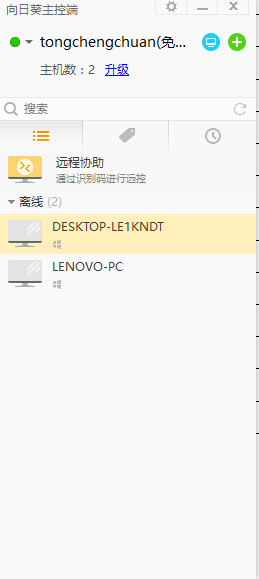 向日葵主控端
tongchengchuan(免...
主机数：2 升级
搜索
远程协助
通过识别码进行远控
离线 (2)
DESKTOP-LE1KNDT
LENOVO-PC